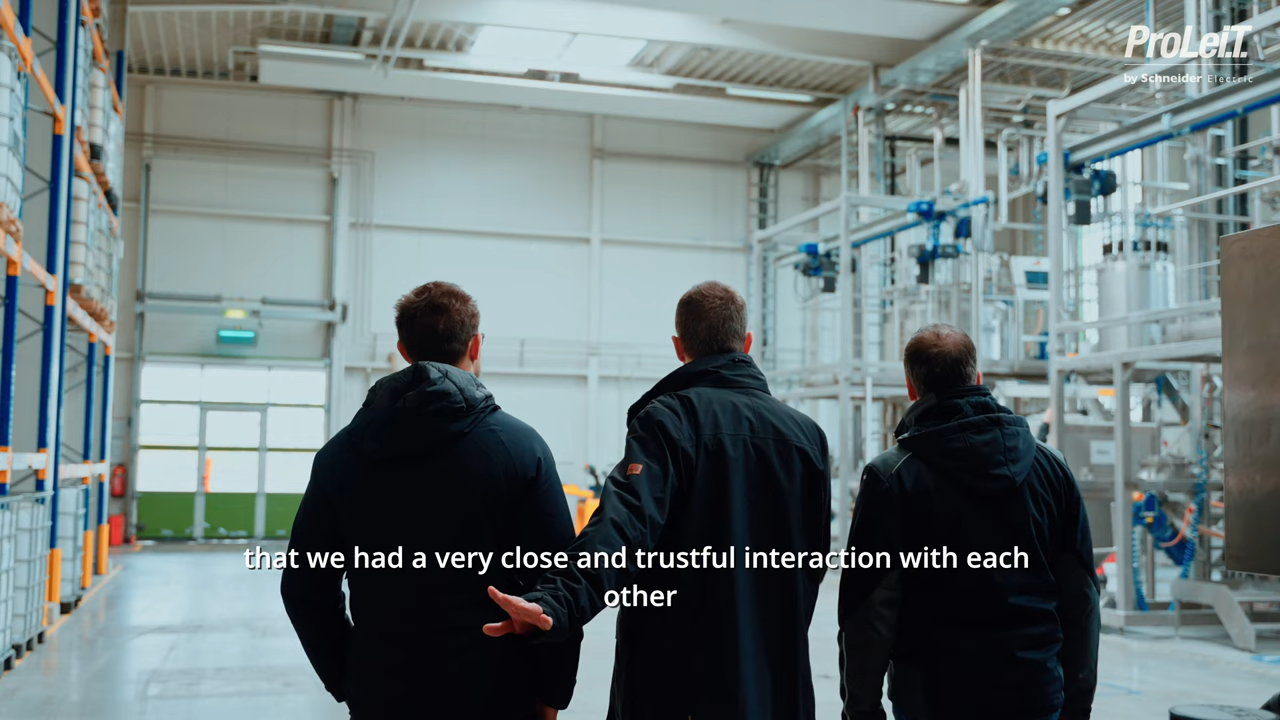 ProLeiT.
by Schneider Electric
that we had a very close and trustful interaction with each
other